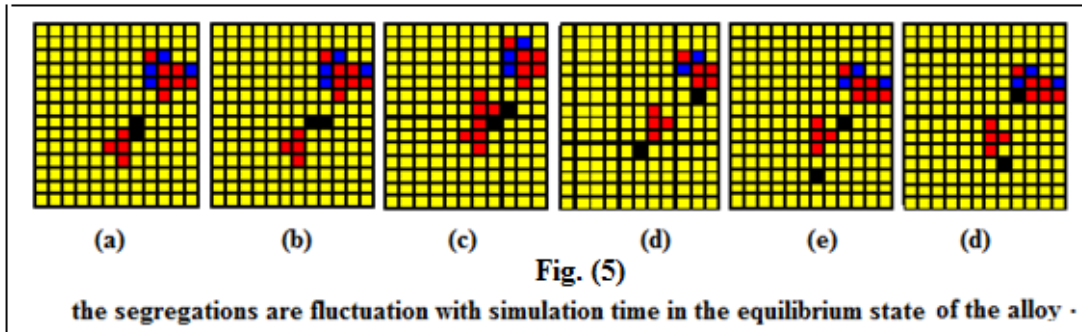 (a) (b) (c) (d) (e) (d)
Fig. (5)
the segregations are fluctuation with simulation time in the equilibrium state of the alloy .